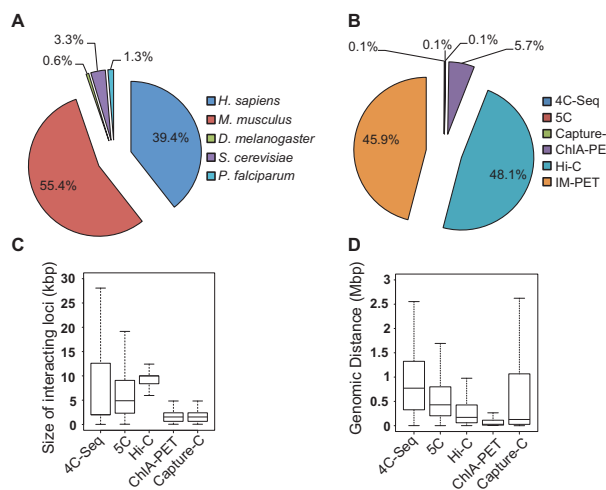 A
3.3%
0.6%
1.3%
39.4%
55.4%
H. sapiens
M. musculus
D. melanogaster
S. cerevisiae
P. falciparum
B
0.1%
0.1%
0.1%
5.7%
45.9%
48.1%
4C-Seq
5C
Capture-
ChIA-PE
Hi-C
IM-PET
C
Size of interacting loci (kbp)
30
25
20
15
10
5
0
4C-Seq
5C
Hi-C
ChIA-PET
Capture-C
D
Genomic Distance (Mbp)
3
2.5
2
1.5
1
0.5
0
4C-Seq
5C
Hi-C
ChIA-PET
Capture-C